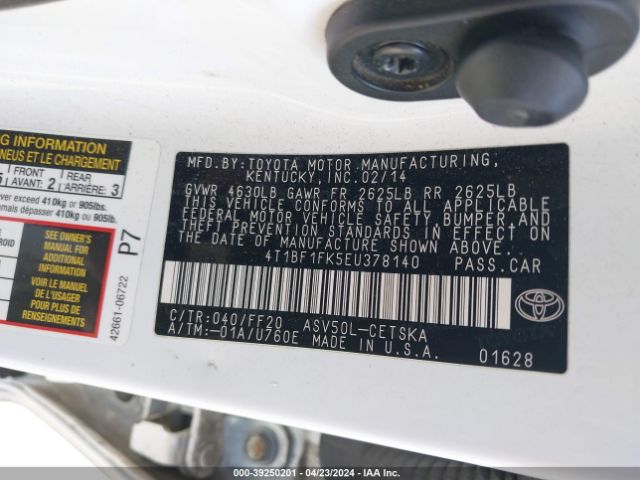 MFD.BY:TOYOTA MOTOR MANUFACTURING,
KENTUCKY, INC.02/14
GVWR 4630LB GAWR FR 2625LB RR 2625LB
THIS VEHICLE CONFORMS TO ALL APPLICABLE
FEDERAL MOTOR VEHICLE SAFETY, BUMPER AND
THEFT PREVENTION STANDARDS IN EFFECT ON
THE DATE OF MANUFACTURE SHOWN ABOVE.
4T1BF1FK5EU378140 PASS.CAR
C/TR:040/FF20 ASV50L-CETSKA
A/TM:-01A/U760E MADE IN U.S.A.
01628
TOYOTA
NG INFORMATION
PNEUS ET LE CHARGEMENT
AVANT: 2
REAR
ARRIÈRE: 3
never exceed 410kg or 905lbs.
jamais dépasser 410kg ou 905lb.
SEE OWNER'S
MANUAL FOR
ADDITIONAL
INFORMATION
VOIR LE MANUEL
DE L'USAGER
POUR PLUS DE
RENSEIGNEMENTS
P7
42661-06722
000-39250201 - 04/23/2024 - IAA Inc.